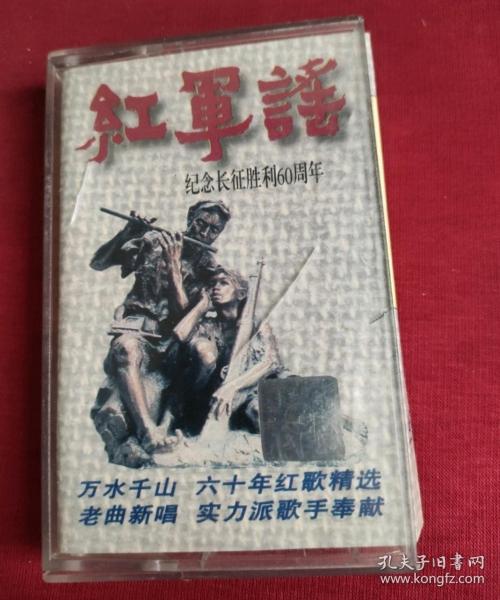 紅軍謠
纪念长征胜利60周年
万水千山 六十年红歌精选
老曲新唱 实力派歌手奉献
孔夫子旧书网
www.kongfz.com